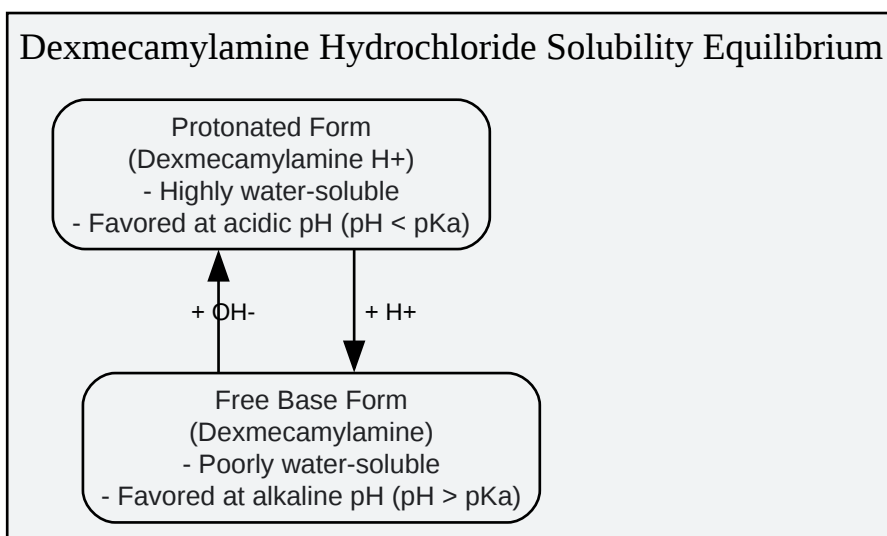 Dexmecamylamine Hydrochloride Solubility Equilibrium
Protonated Form
(Dexmecamylamine H+)
- Highly water-soluble
- Favored at acidic pH (pH < pKa)
+ OH-
+ H+
Free Base Form
(Dexmecamylamine)
- Poorly water-soluble
- Favored at alkaline pH (pH > pKa)